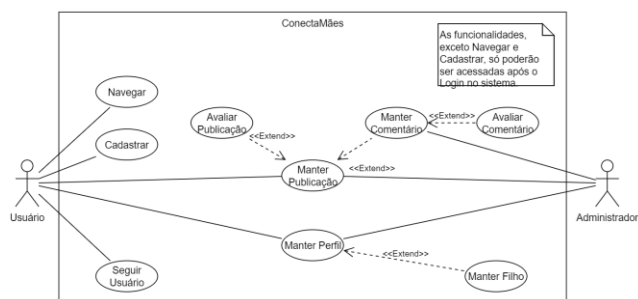 ConectaMães
As funcionalidades,
exceto Navegar e
Cadastrar, só poderão
ser acessadas após o
Login no sistema.
Navegar
Avaliar
Publicação
Manter
Comentário
<<Extend>>
Avaliar
Comentário
<<Extend>>
Cadastrar
Manter
Publicação
<<Extend>>
Usuário
Administrador
Manter Perfil
<<Extend>>
Seguir
Usuário
Manter Filho